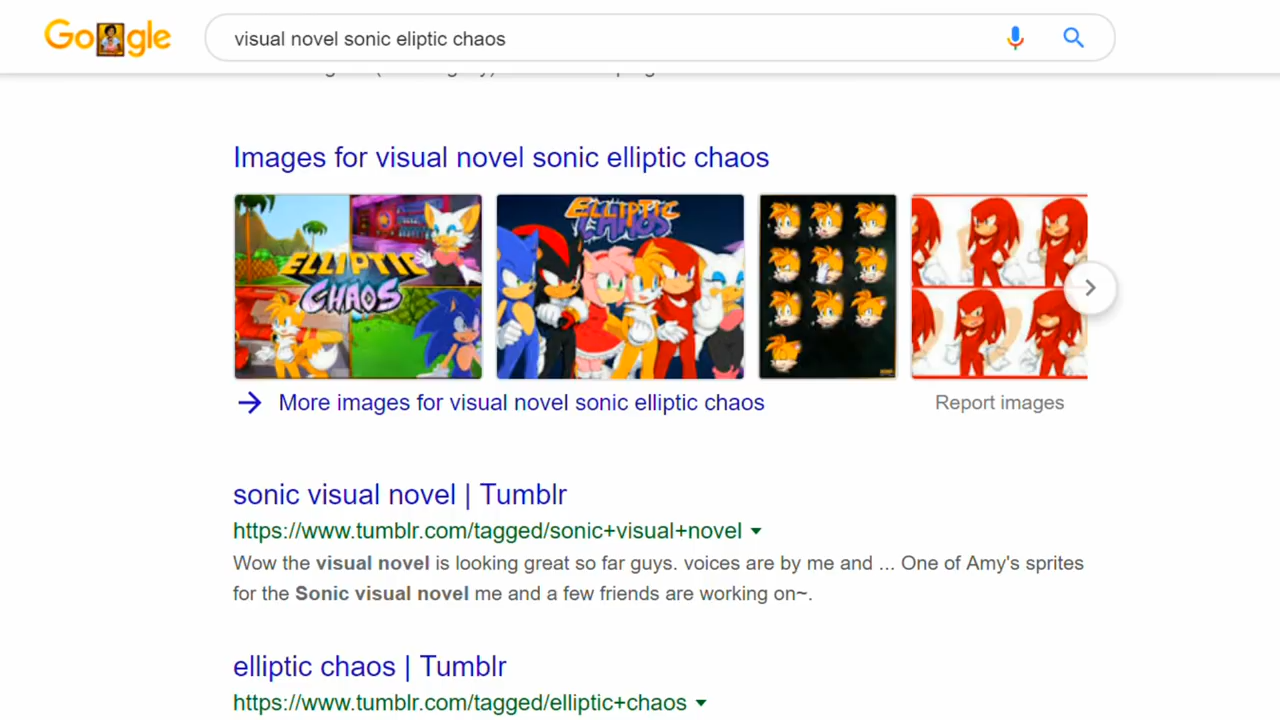 Google
visual novel sonic eliptic chaos
Images for visual novel sonic elliptic chaos
ELLIPTIC
CHAOS
ELLIPTIC
CHAOS
More images for visual novel sonic elliptic chaos
Report images
sonic visual novel | Tumblr
https://www.tumblr.com/tagged/sonic+visual+novel
Wow the visual novel is looking great so far guys. voices are by me and ... One of Amy's sprites
for the Sonic visual novel me and a few friends are working on~.
elliptic chaos | Tumblr
https://www.tumblr.com/tagged/elliptic+chaos